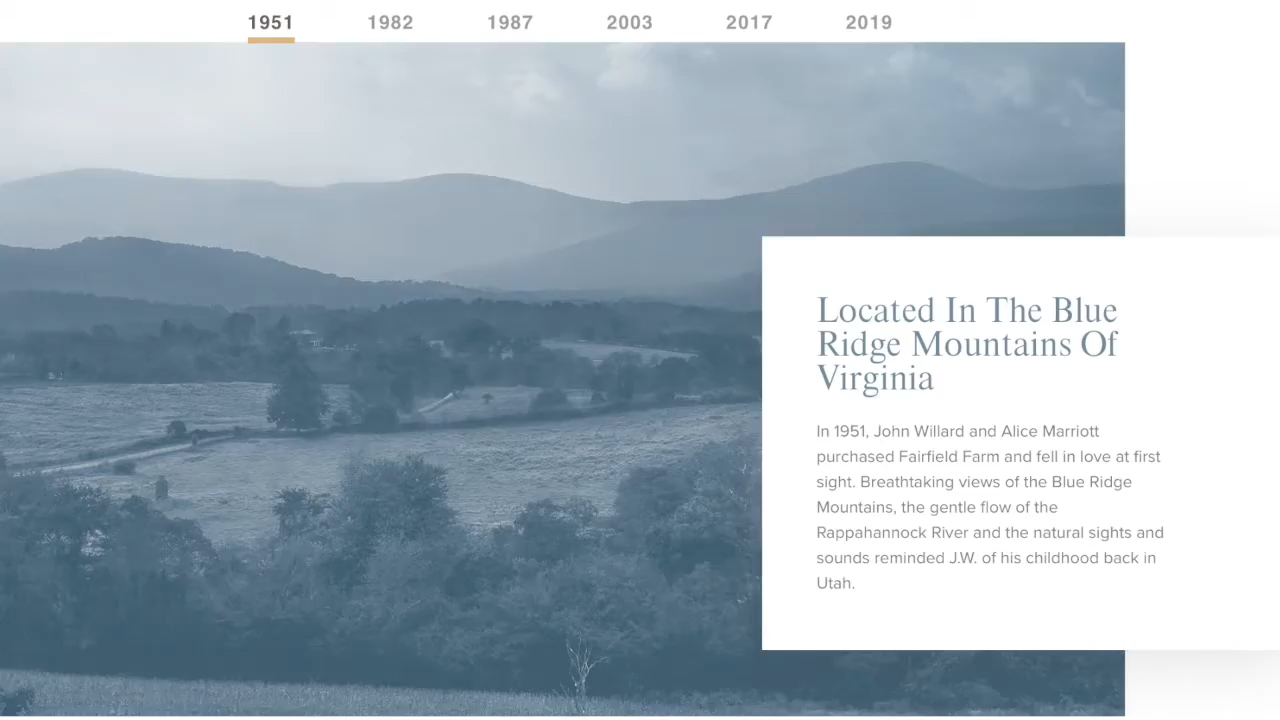 1951 1982 1987 2003 2017 2019
Located In The Blue
Ridge Mountains Of
Virginia
In 1951, John Willard and Alice Marriott
purchased Fairfield Farm and fell in love at first
sight. Breathtaking views of the Blue Ridge
Mountains, the gentle flow of the
Rappahannock River and the natural sights and
sounds reminded J.W. of his childhood back in
Utah.